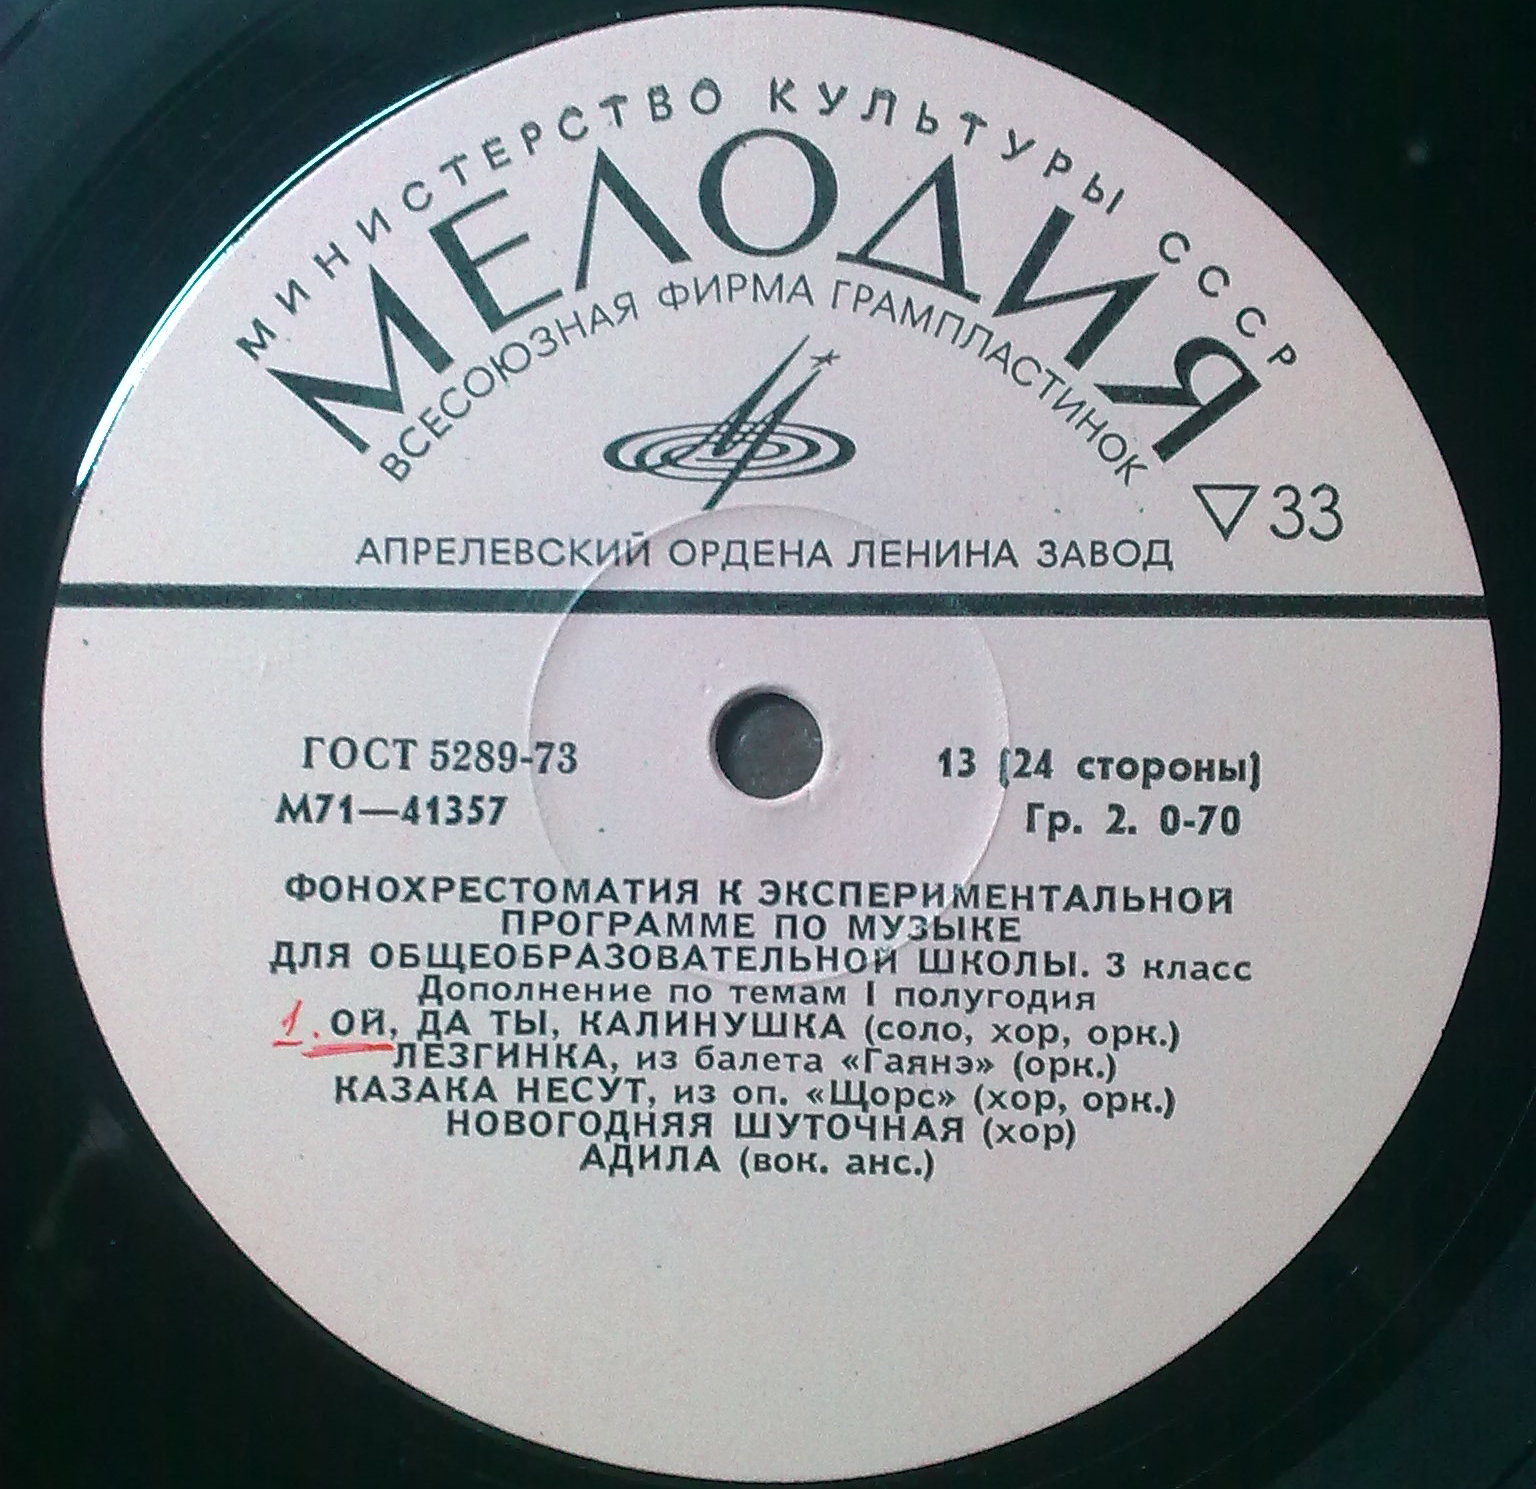 МИНИСТЕРСТВО КУЛЬТУРЫ СССР
МЕЛОДИЯ
ВСЕСОЮЗНАЯ ФИРМА ГРАМПЛАСТИНОК
▽33
АПРЕЛЕВСКИЙ ОРДЕНА ЛЕНИНА ЗАВОД
ГОСТ 5289-73
13 (24 стороны)
М71—41357
Гр. 2. 0-70
ФОНОХРЕСТОМАТИЯ К ЭКСПЕРИМЕНТАЛЬНОЙ
ПРОГРАММЕ ПО МУЗЫКЕ
ДЛЯ ОБЩЕОБРАЗОВАТЕЛЬНОЙ ШКОЛЫ. 3 класс
Дополнение по темам I полугодия
1. ОЙ, ДА ТЫ, КАЛИНУШКА (соло, хор, орк.)
ЛЕЗГИНКА, из балета «Гаянэ» (орк.)
КАЗАКА НЕСУТ, из оп. «Щорс» (хор, орк.)
НОВОГОДНЯЯ ШУТОЧНАЯ (хор)
АДИЛА (вок. анс.)